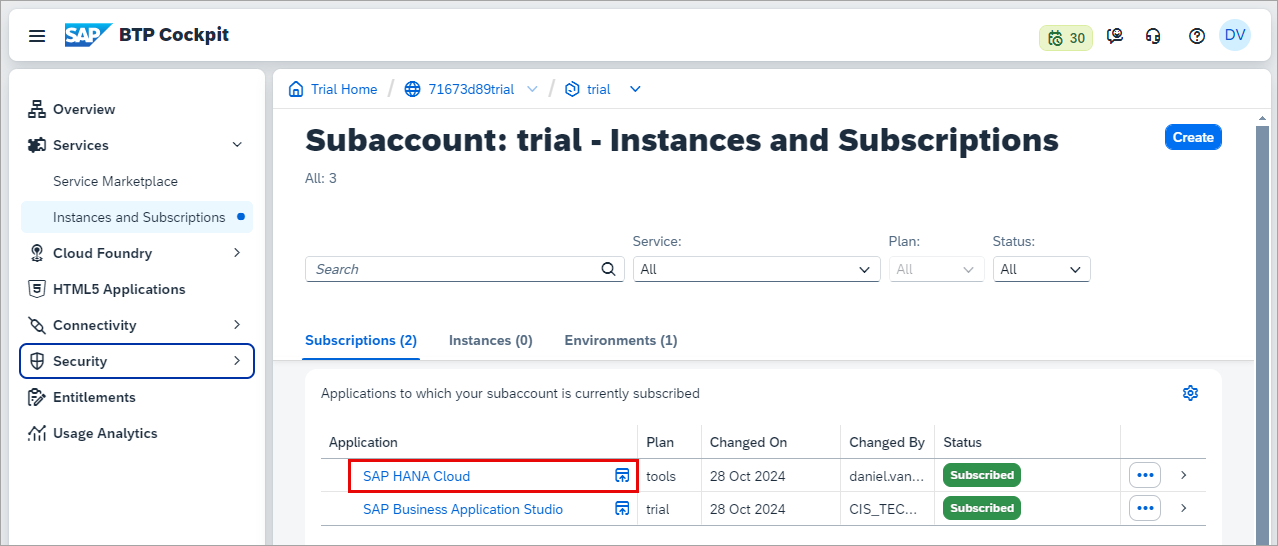 SAP BTP Cockpit
30
DV
Overview
Services
Service Marketplace
Instances and Subscriptions
Cloud Foundry
HTML5 Applications
Connectivity
Security
Entitlements
Usage Analytics
Trial Home / 71673d89trial / trial
Subaccount: trial - Instances and Subscriptions
Create
All: 3
Service:
Plan:
Status:
Search
All
All
All
Subscriptions (2) Instances (0) Environments (1)
Applications to which your subaccount is currently subscribed
Application Plan Changed On Changed By Status
SAP HANA Cloud tools 28 Oct 2024 daniel.van... Subscribed
SAP Business Application Studio trial 28 Oct 2024 CIS_TEC... Subscribed